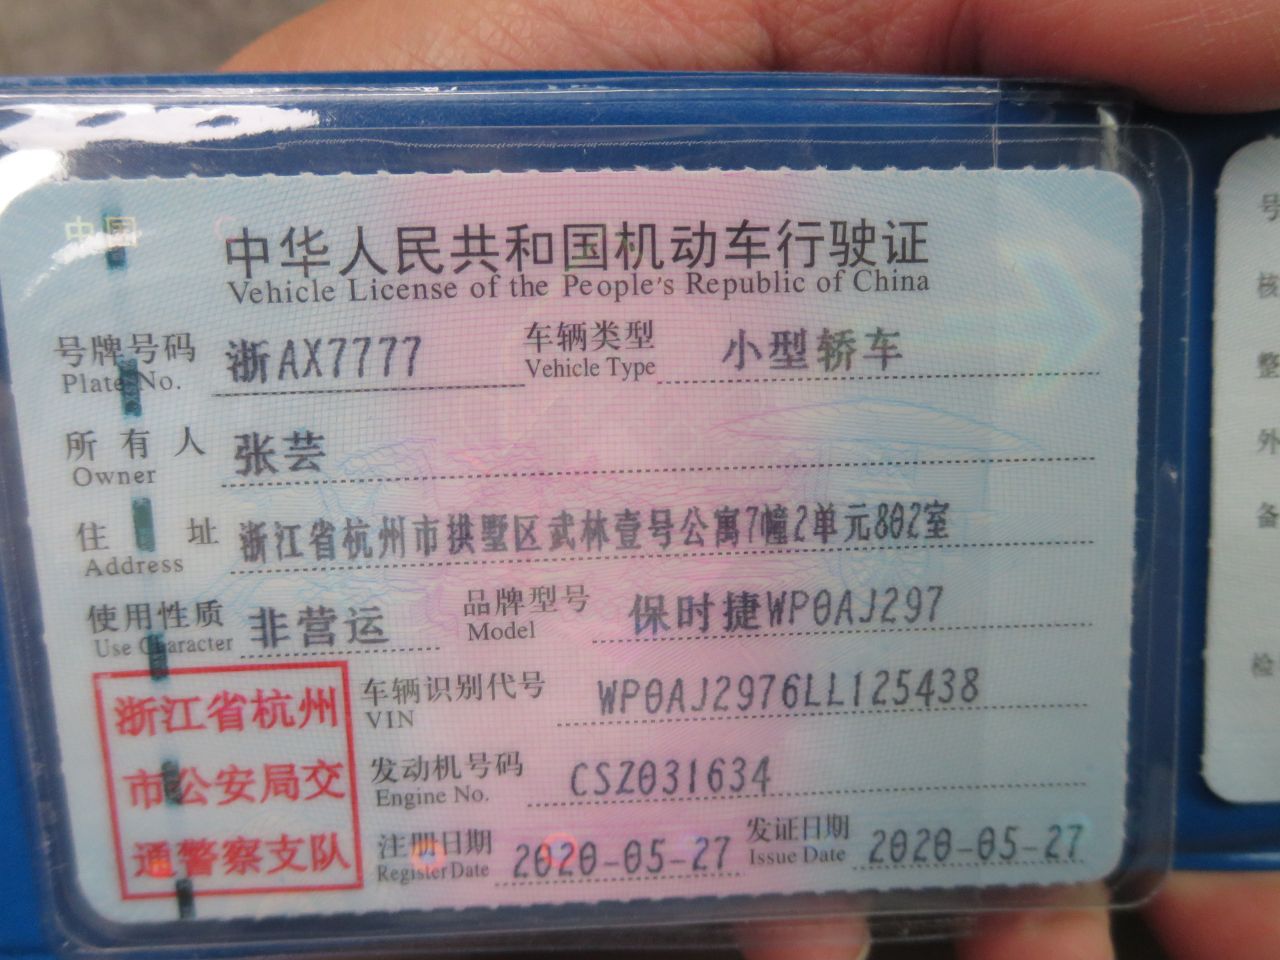 中国
中华人民共和国机动车行驶证
Vehicle License of the People's Republic of China
号牌号码 浙AX7777 车辆类型 小型轿车
Plate No. Vehicle Type
所有人 张芸
Owner
住址 浙江省杭州市拱墅区武林壹号公寓7幢2单元802室
Address
使用性质 非营运 品牌型号 保时捷WP0AJ297
Use Character Model
浙江省杭州
市公安局交
通警察支队
车辆识别代号 WP0AJ2976LL125438
VIN
发动机号码 CSZ031634
Engine No.
注册日期 2020-05-27 发证日期 2020-05-27
Register Date Issue Date
号
核
整
外
备
检